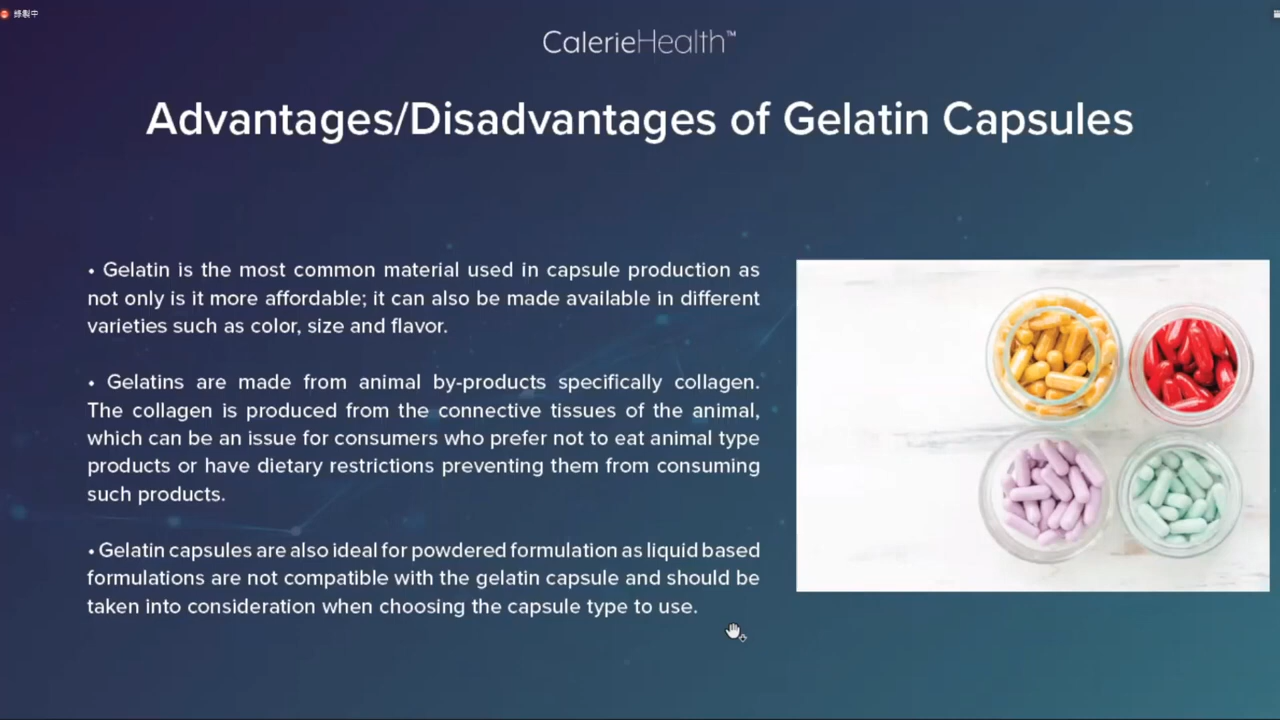 錄製中
CalerieHealth™
Advantages/Disadvantages of Gelatin Capsules
• Gelatin is the most common material used in capsule production as
not only is it more affordable; it can also be made available in different
varieties such as color, size and flavor.
• Gelatins are made from animal by-products specifically collagen.
The collagen is produced from the connective tissues of the animal,
which can be an issue for consumers who prefer not to eat animal type
products or have dietary restrictions preventing them from consuming
such products.
• Gelatin capsules are also ideal for powdered formulation as liquid based
formulations are not compatible with the gelatin capsule and should be
taken into consideration when choosing the capsule type to use.